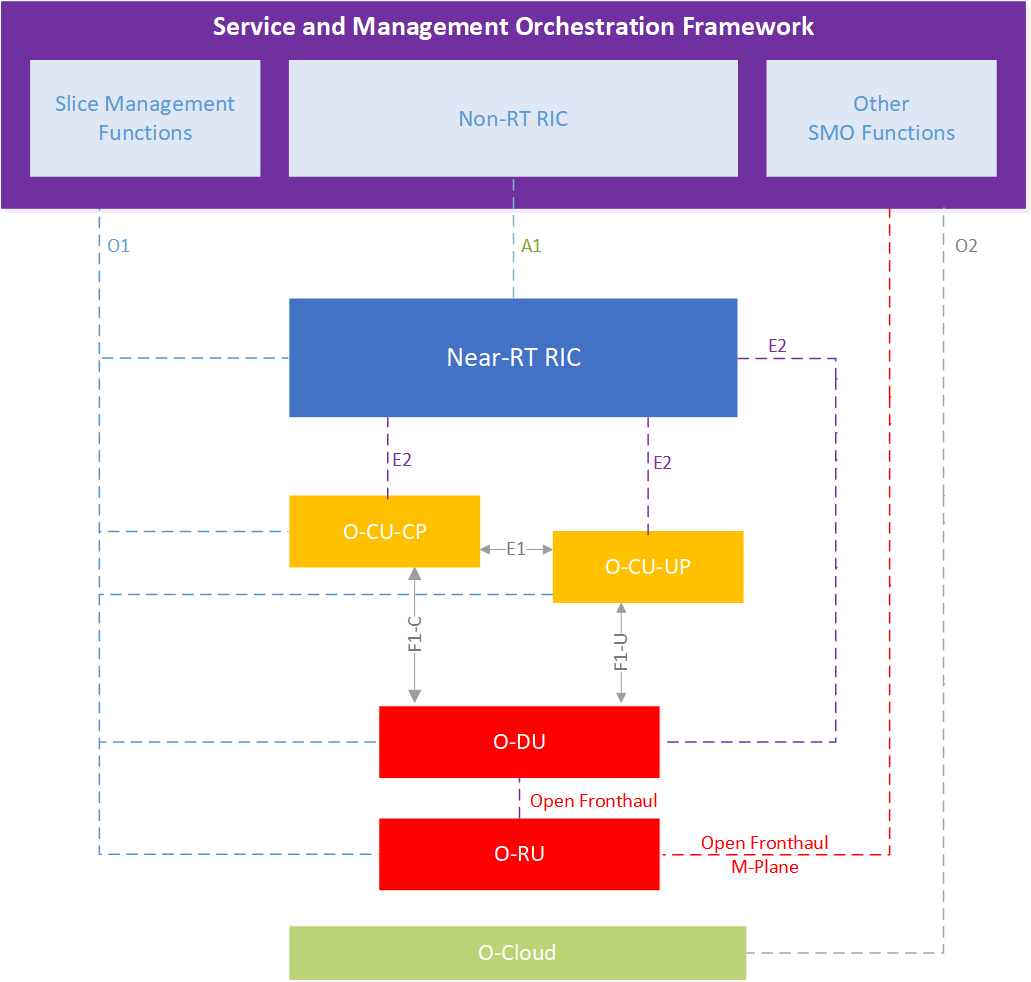 Service and Management Orchestration Framework
Slice Management
Functions
Non-RT RIC
Other
SMO Functions
O1
A1
O2
Near-RT RIC
E2
E2
E2
O-CU-CP
E1
O-CU-UP
F1-C
F1-U
O-DU
Open Fronthaul
O-RU
Open Fronthaul
M-Plane
O-Cloud